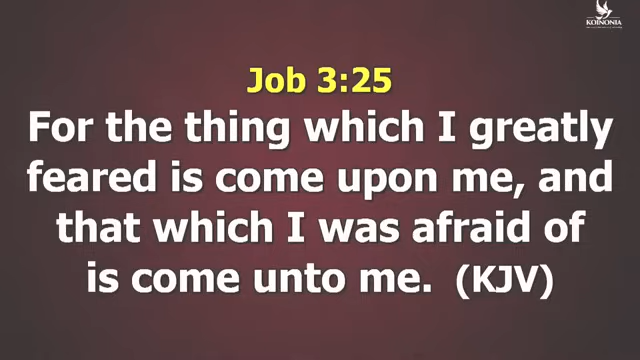 KOINONIA
Job 3:25
For the thing which I greatly
feared is come upon me, and
that which I was afraid of
is come unto me. (KJV)